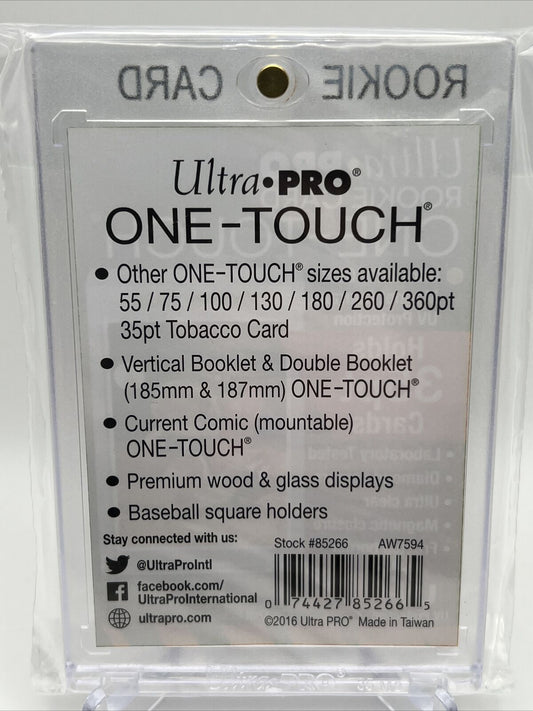 ROOKIE CARD
Ultra•PRO®
ONE-TOUCH®
• Other ONE-TOUCH® sizes available:
55 / 75 / 100 / 130 / 180 / 260 / 360pt
35pt Tobacco Card
• Vertical Booklet & Double Booklet
(185mm & 187mm) ONE-TOUCH®
• Current Comic (mountable)
ONE-TOUCH®
• Premium wood & glass displays
• Baseball square holders
Stay connected with us:
Stock #85266 AW7594
@UltraProIntl
facebook.com/
UltraProInternational
ultrapro.com
0 74427 85266 5
©2016 Ultra PRO® Made in Taiwan